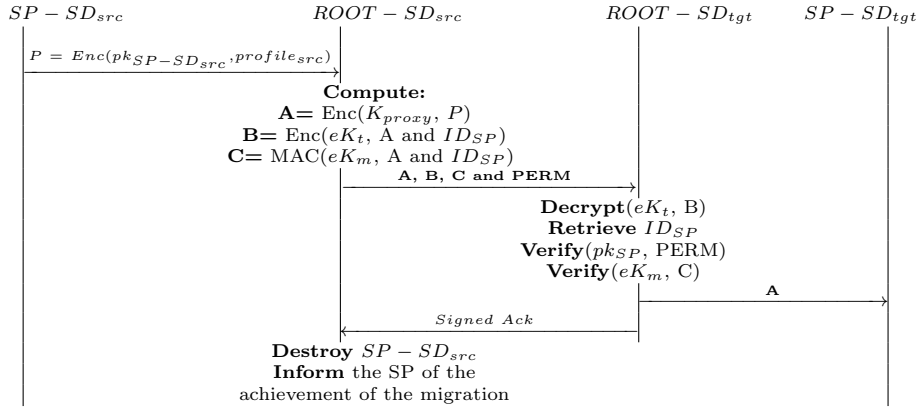 SP − SD_src ROOT − SD_src ROOT − SD_tgt SP − SD_tgt
P = Enc(pk_SP−SD_src, profile_src)
Compute:
A= Enc(K_proxy, P)
B= Enc(eK_t, A and ID_SP)
C= MAC(eK_m, A and ID_SP)
A, B, C and PERM
Decrypt(eK_t, B)
Retrieve ID_SP
Verify(pk_SP, PERM)
Verify(eK_m, C)
A
Signed Ack
Destroy SP − SD_src
Inform the SP of the
achievement of the migration